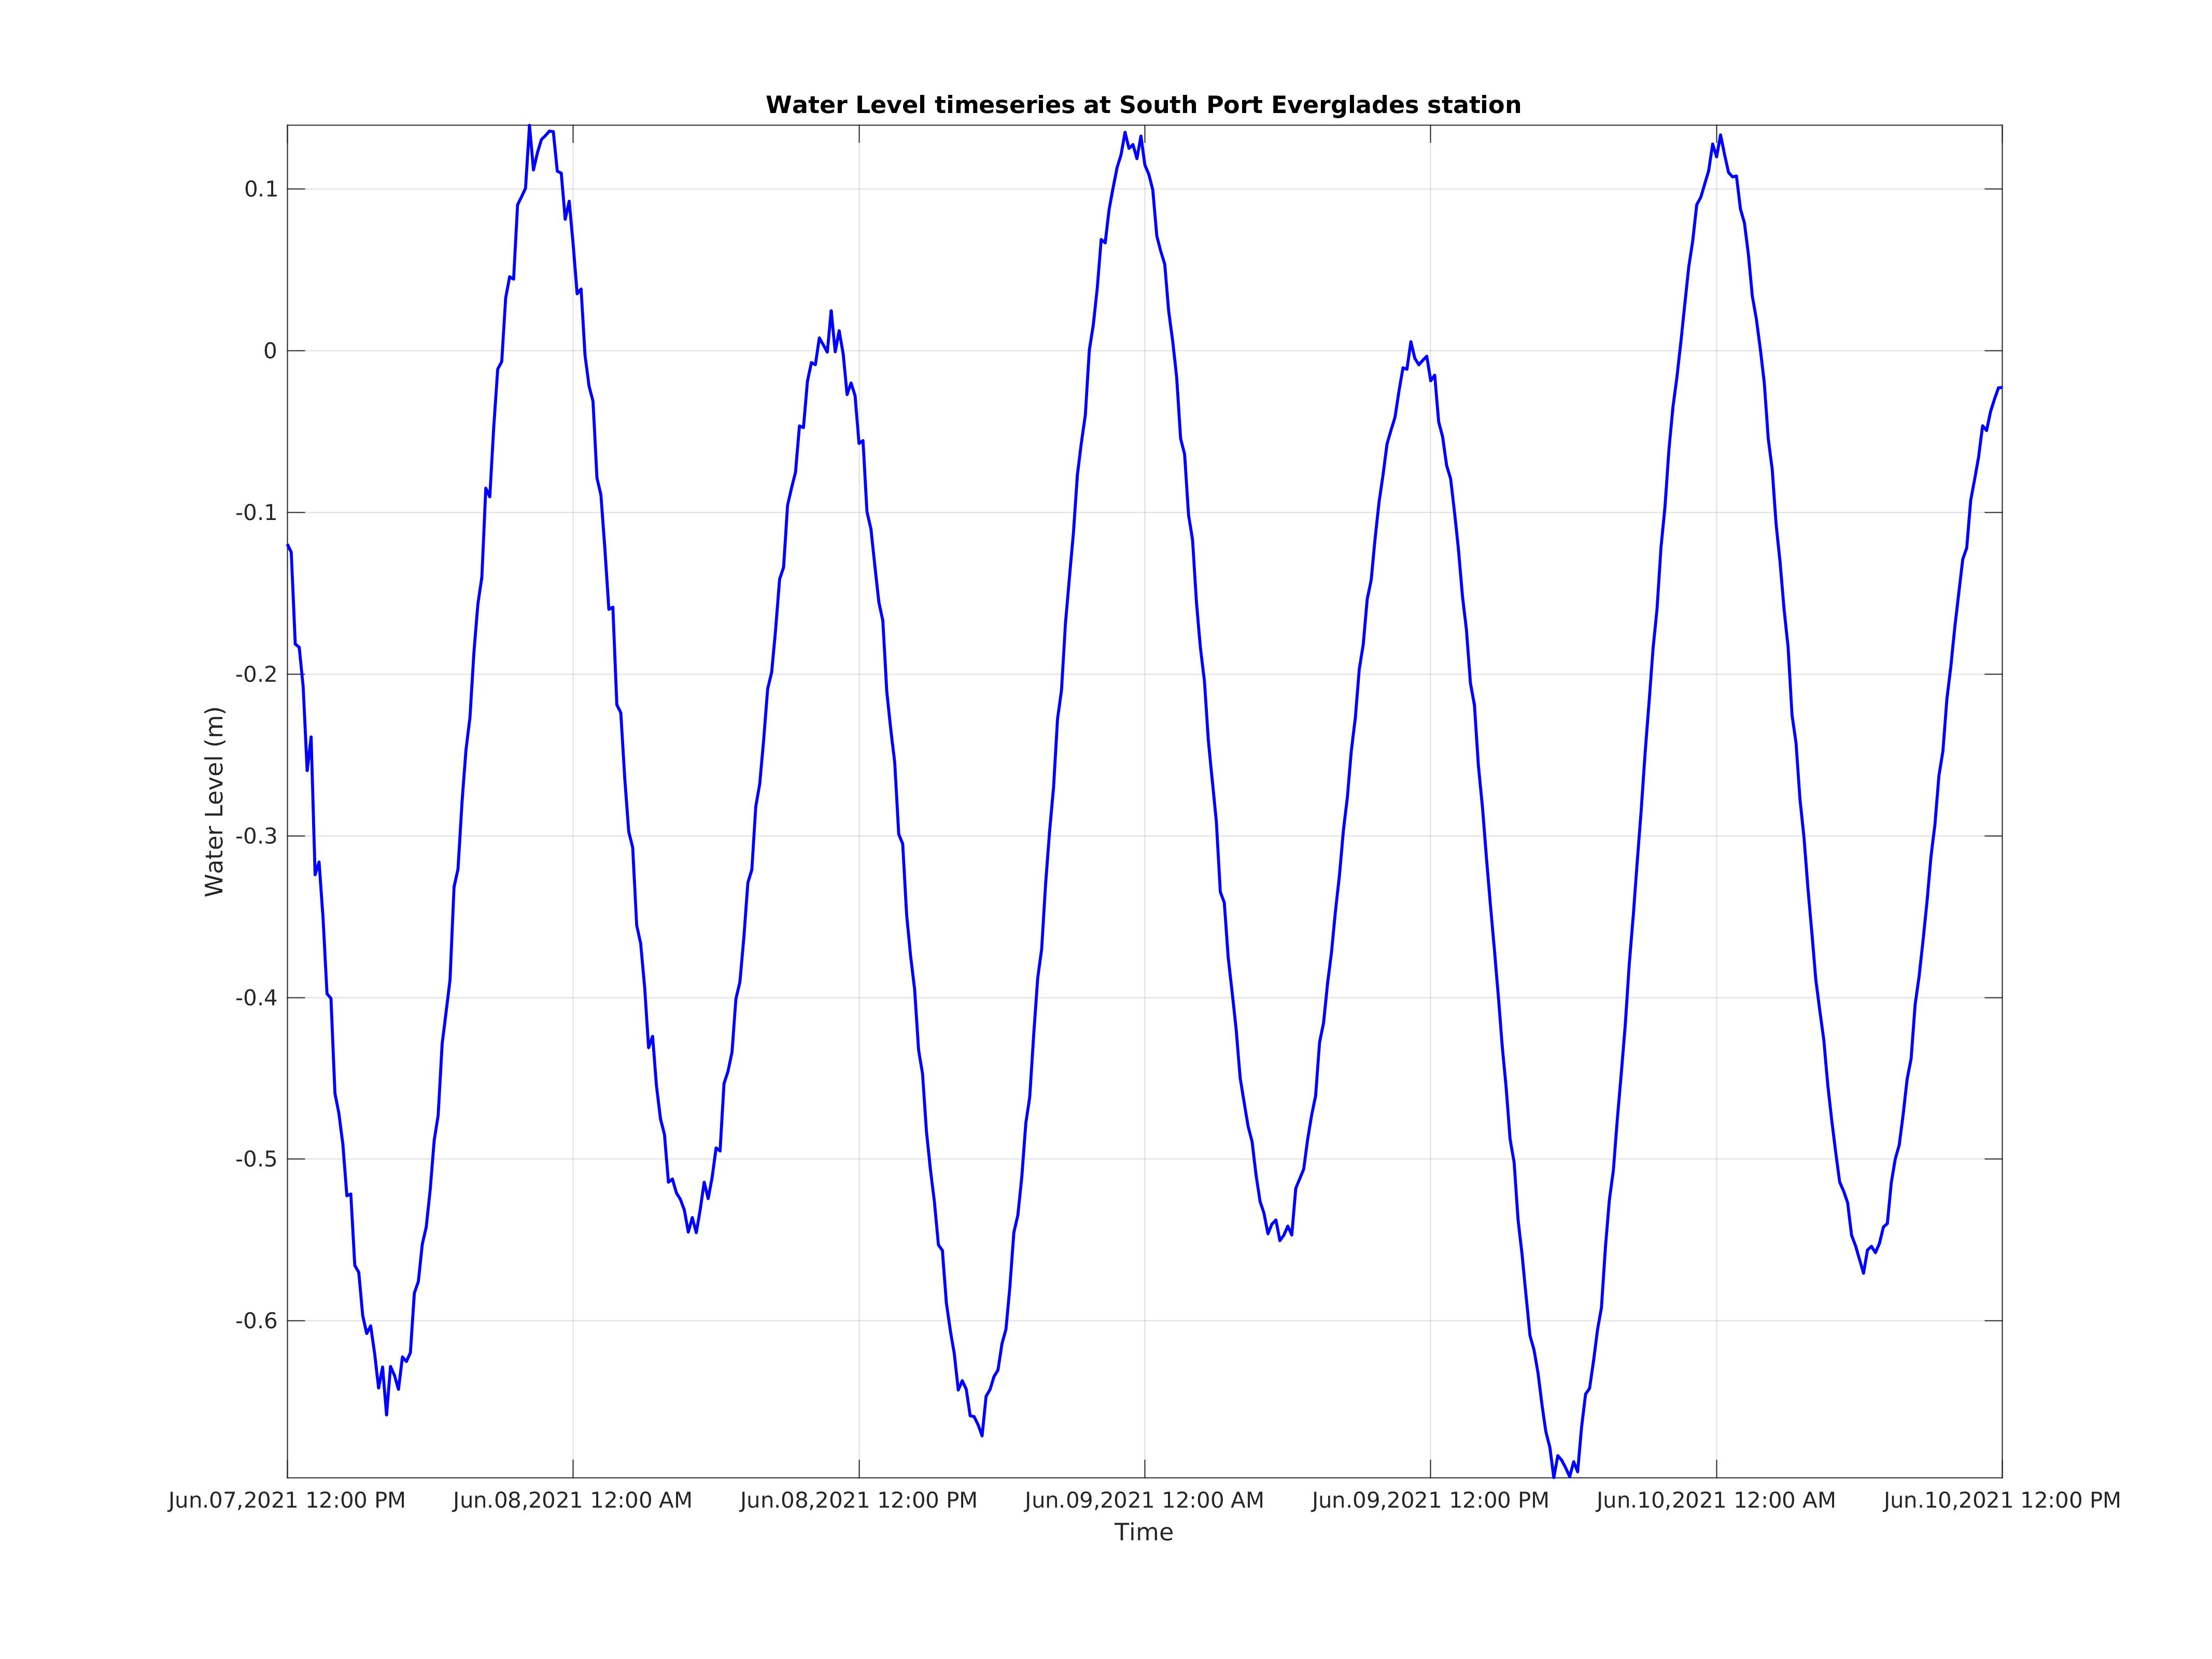 Water Level timeseries at South Port Everglades station
0.1
0
-0.1
-0.2
-0.3
-0.4
-0.5
-0.6
Water Level (m)
Jun.07,2021 12:00 PM
Jun.08,2021 12:00 AM
Jun.08,2021 12:00 PM
Jun.09,2021 12:00 AM
Jun.09,2021 12:00 PM
Jun.10,2021 12:00 AM
Jun.10,2021 12:00 PM
Time